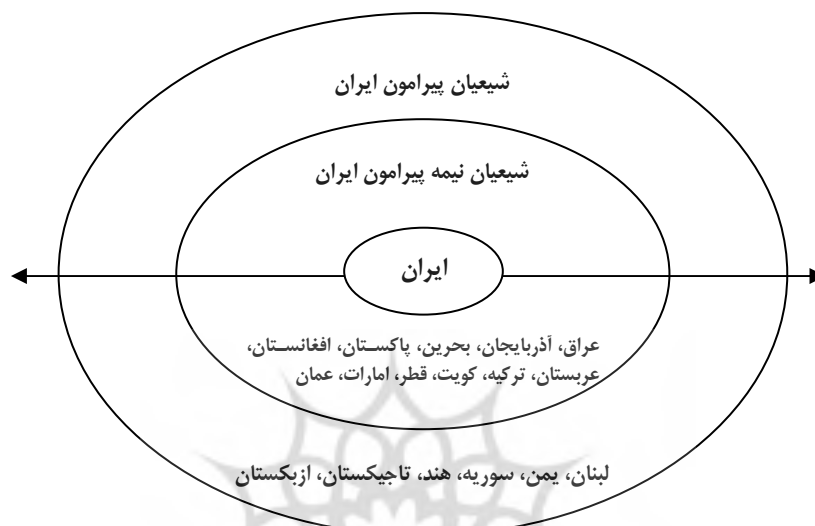 شیعیان پیرامون ایران
شیعیان نیمه پیرامون ایران
ایران
عراق، آذربایجان، بحرین، پاکستان، افغانستان،
عربستان، ترکیه، کویت، قطر، امارات، عمان
لبنان، یمن، سوریه، هند، تاجیکستان، ازبکستان